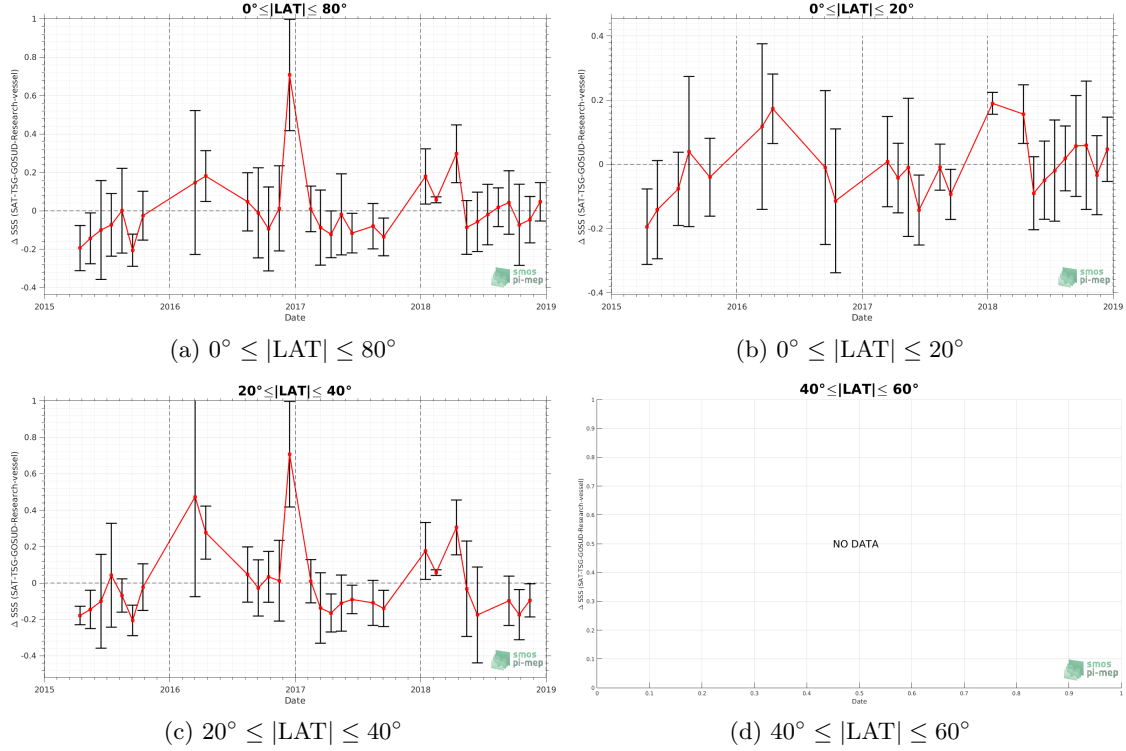 0°≤|LAT|≤ 80°
Δ SSS (SAT-TSG-GOSUD-Research-vessel)
1
0.8
0.6
0.4
0.2
0
-0.2
-0.4
2015
2016
2017
2018
2019
Date
smos
pi-mep
(a) 0° ≤ |LAT| ≤ 80°
0°≤|LAT|≤ 20°
Δ SSS (SAT-TSG-GOSUD-Research-vessel)
0.4
0.2
0
-0.2
-0.4
2015
2016
2017
2018
2019
Date
smos
pi-mep
(b) 0° ≤ |LAT| ≤ 20°
20°≤|LAT|≤ 40°
Δ SSS (SAT-TSG-GOSUD-Research-vessel)
1
0.8
0.6
0.4
0.2
0
-0.2
-0.4
2015
2016
2017
2018
2019
Date
smos
pi-mep
(c) 20° ≤ |LAT| ≤ 40°
40°≤|LAT|≤ 60°
Δ SSS (SAT-TSG-GOSUD-Research-vessel)
1
0.9
0.8
0.7
0.6
0.5
0.4
0.3
0.2
0.1
0
NO DATA
0
0.1
0.2
0.3
0.4
0.5
0.6
0.7
0.8
0.9
1
Date
smos
pi-mep
(d) 40° ≤ |LAT| ≤ 60°